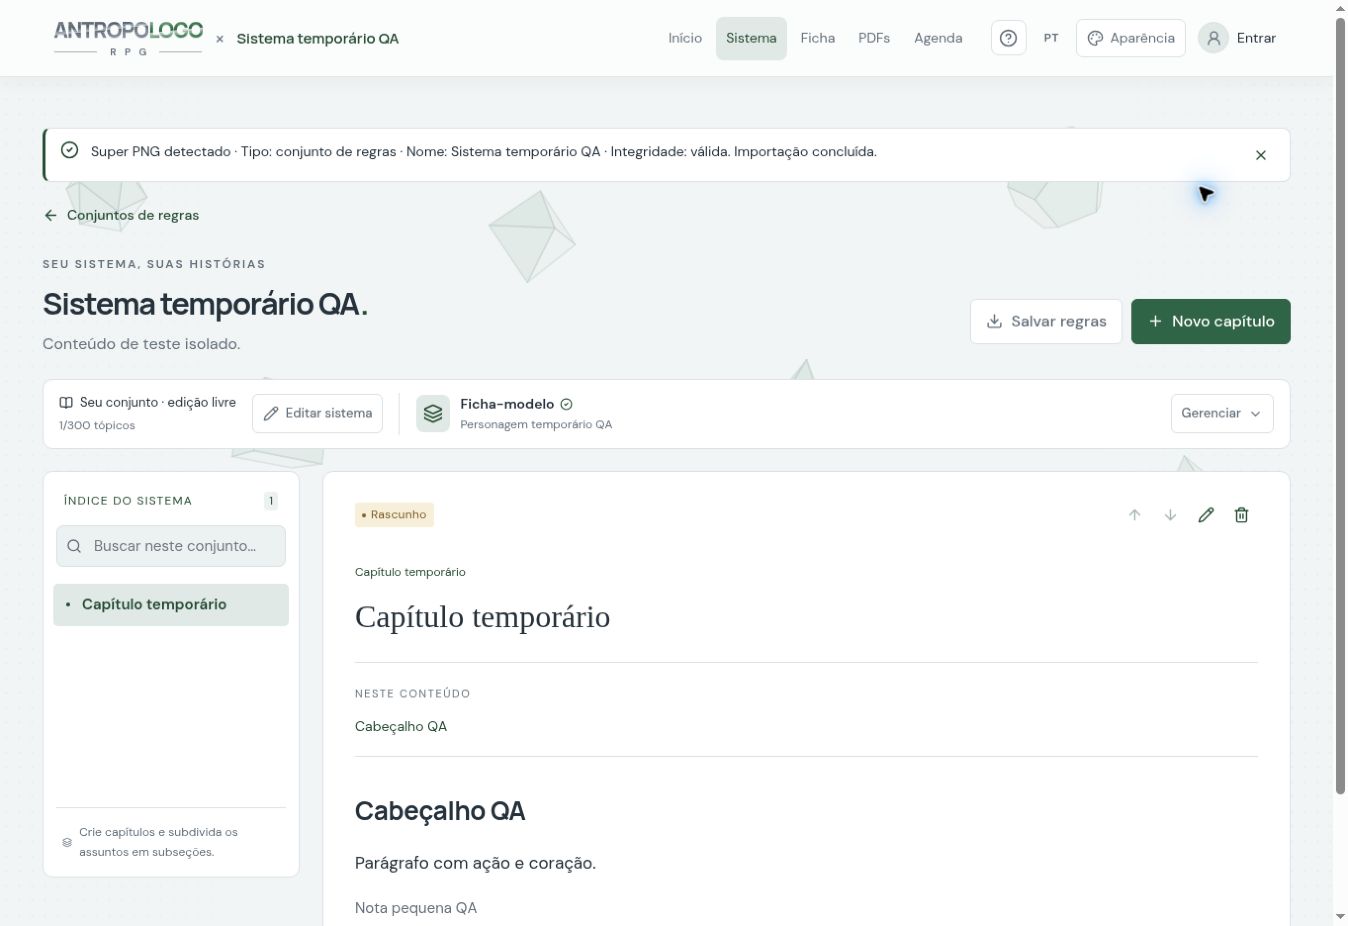 ANTROPOLOGO
RPG
×
Sistema temporário QA
Início
Sistema
Ficha
PDFs
Agenda
PT
Aparência
Entrar
Super PNG detectado · Tipo: conjunto de regras · Nome: Sistema temporário QA · Integridade: válida. Importação concluída.
Conjuntos de regras
SEU SISTEMA, SUAS HISTÓRIAS
Sistema temporário QA.
Conteúdo de teste isolado.
Salvar regras
Novo capítulo
Seu conjunto · edição livre
1/300 tópicos
Editar sistema
Ficha-modelo
Personagem temporário QA
Gerenciar
ÍNDICE DO SISTEMA
1
Buscar neste conjunto...
• Capítulo temporário
Crie capítulos e subdivida os
assuntos em subseções.
• Rascunho
Capítulo temporário
Capítulo temporário
NESTE CONTEÚDO
Cabeçalho QA
Cabeçalho QA
Parágrafo com ação e coração.
Nota pequena QA